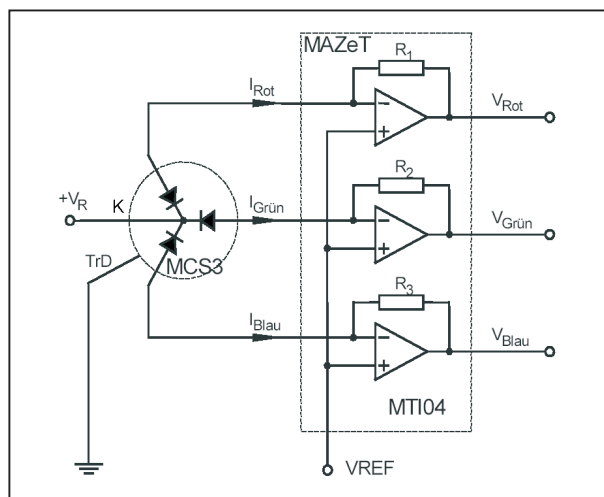 MAZeT
R1
IRot
VRot
+
R2
+VR
K
IGrün
VGrün
+
TrD
MCS3
R3
IBlau
VBlau
+
MTI04
VREF